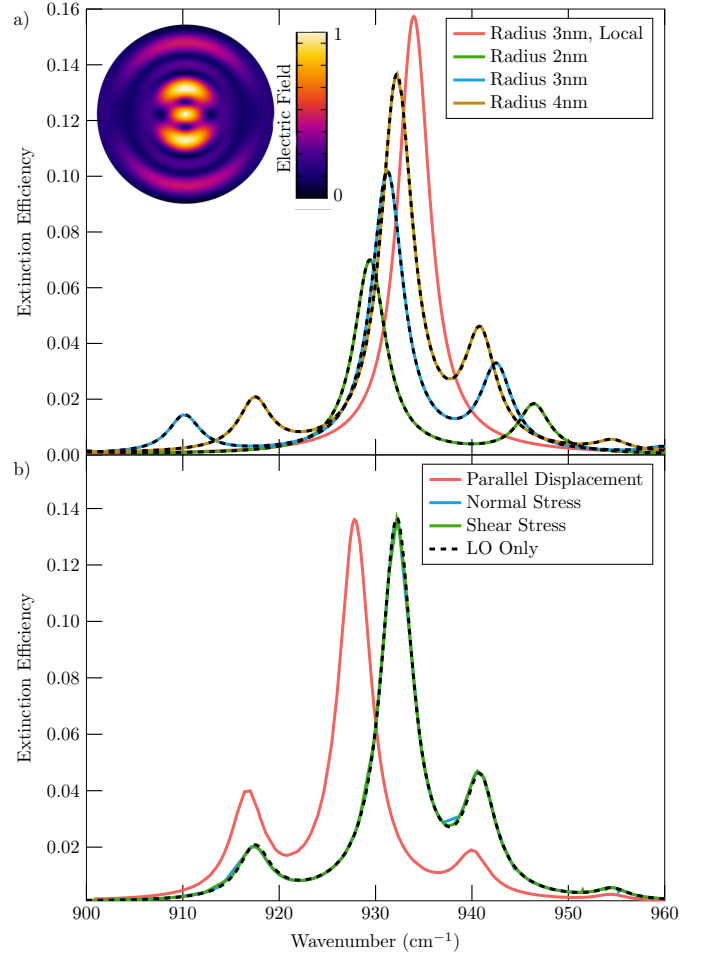 a)
0.16
0.14
0.12
0.10
0.08
0.06
0.04
0.02
0.00
Extinction Efficiency
Electric Field
1
0
Radius 3nm, Local
Radius 2nm
Radius 3nm
Radius 4nm
b)
0.14
0.12
0.10
0.08
0.06
0.04
0.02
Extinction Efficiency
Parallel Displacement
Normal Stress
Shear Stress
LO Only
900 910 920 930 940 950 960
Wavenumber (cm⁻¹)